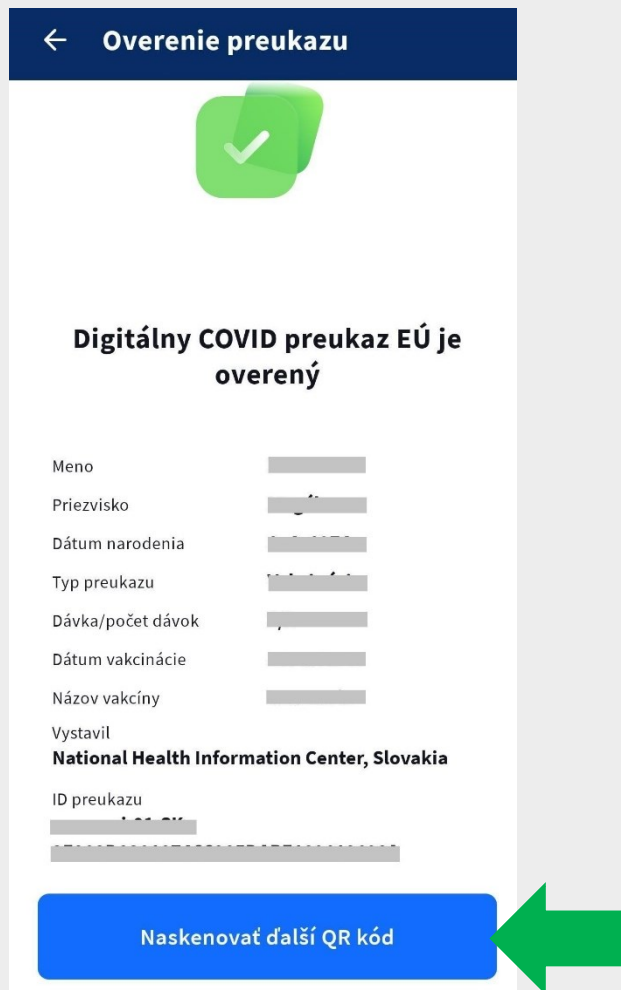 Overenie preukazu
Digitálny COVID preukaz EÚ je
overený
Meno
Priezvisko
Dátum narodenia
Typ preukazu
Dávka/počet dávok
Dátum vakcinácie
Názov vakcíny
Vystavil
National Health Information Center, Slovakia
ID preukazu
Naskenovať ďalší QR kód